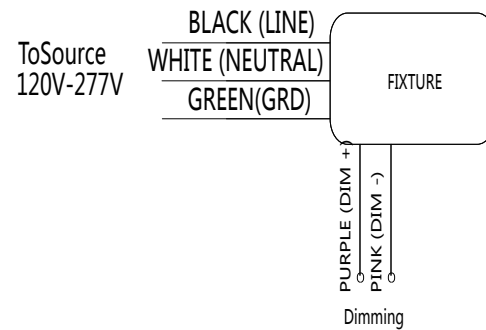 BLACK (LINE)
ToSource
WHITE (NEUTRAL)
120V-277V
GREEN(GRD)
FIXTURE
PURPLE (DIM +)
PINK (DIM -)
Dimming